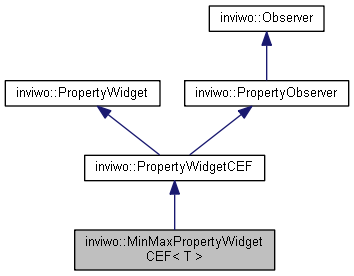 inviwo::Observer
inviwo::PropertyWidget
inviwo::PropertyObserver
inviwo::PropertyWidgetCEF
inviwo::MinMaxPropertyWidget
CEF< T >